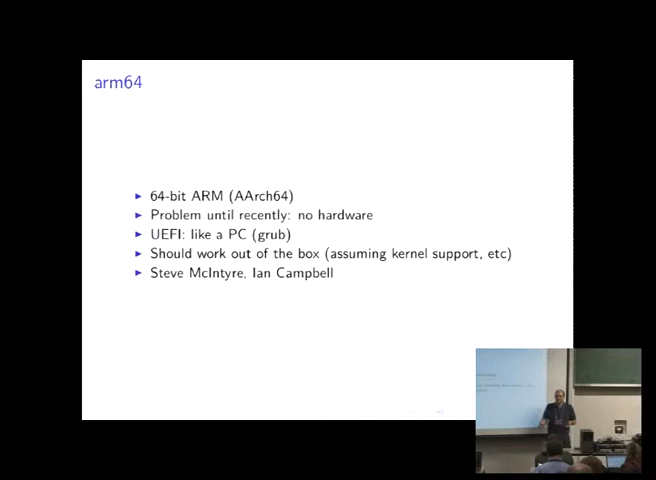 arm64
64-bit ARM (AArch64)
Problem until recently: no hardware
UEFI: like a PC (grub)
Should work out of the box (assuming kernel support, etc)
Steve McIntyre, Ian Campbell